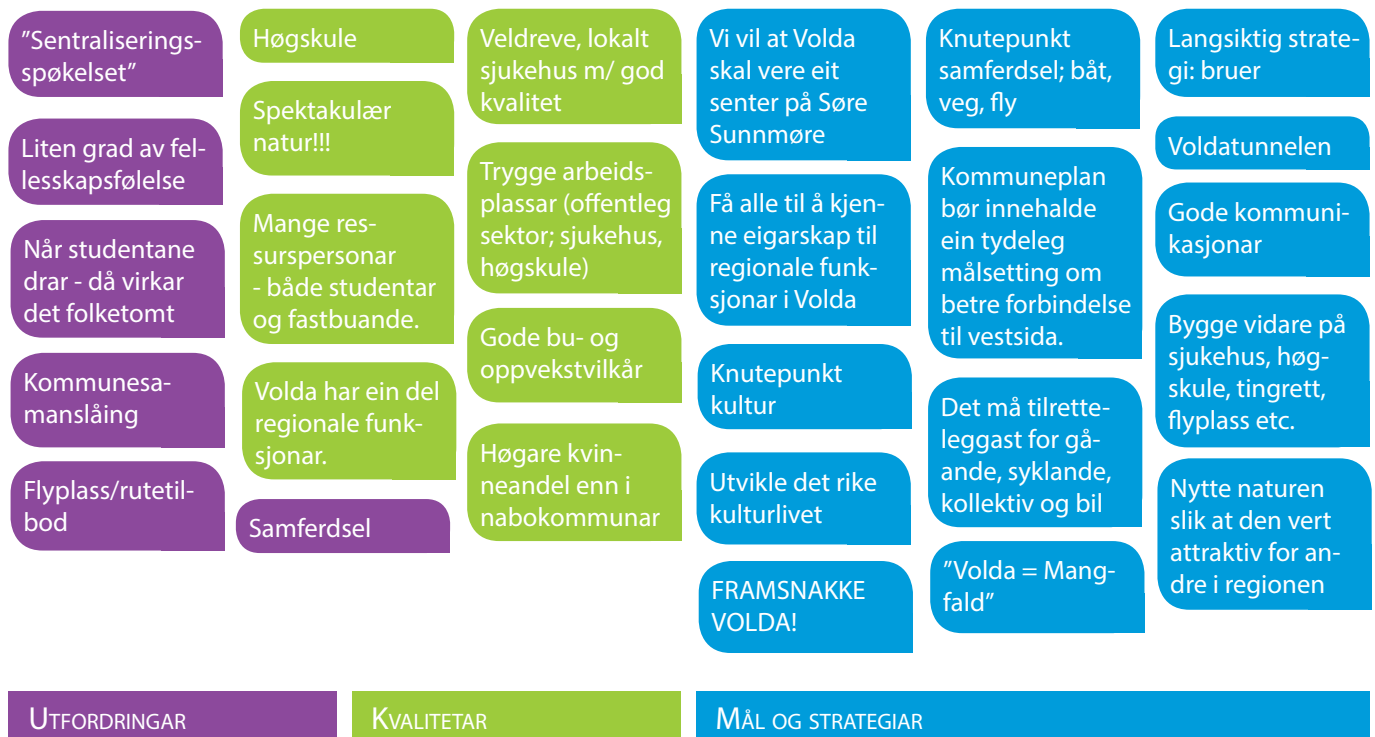 ”Sentraliserings-
spøkelset”
Liten grad av fel-
lesskapsfølelse
Når studentane
drar - då virkar
det folketomt
Kommunesa-
manslåing
Flyplass/rutetil-
bod
Høgskule
Spektakulær
natur!!!
Mange res-
surspersonar
- både studentar
og fastbuande.
Volda har ein del
regionale funk-
sjonar.
Samferdsel
Veldreve, lokalt
sjukehus m/ god
kvalitet
Trygge arbeids-
plassar (offentleg
sektor; sjukehus,
høgskule)
Gode bu- og
oppvekstvilkår
Høgare kvin-
neandel enn i
nabokommunar
Vi vil at Volda
skal vere eit
senter på Søre
Sunnmøre
Få alle til å kjen-
ne eigarskap til
regionale funk-
sjonar i Volda
Knutepunkt
kultur
Utvikle det rike
kulturlivet
FRAMSNAKKE
VOLDA!
Knutepunkt
samferdsel; båt,
veg, fly
Kommuneplan
bør innehalde
ein tydeleg
målsetting om
betre forbindelse
til vestsida.
Det må tilrette-
leggast for gå-
ande, syklande,
kollektiv og bil
”Volda = Mang-
fald”
Langsiktig strate-
gi: bruer
Voldatunnelen
Gode kommuni-
kasjonar
Bygge vidare på
sjukehus, høg-
skule, tingrett,
flyplass etc.
Nytte naturen
slik at den vert
attraktiv for an-
dre i regionen
UTFORDRINGAR
KVALITETAR
MÅL OG STRATEGIAR